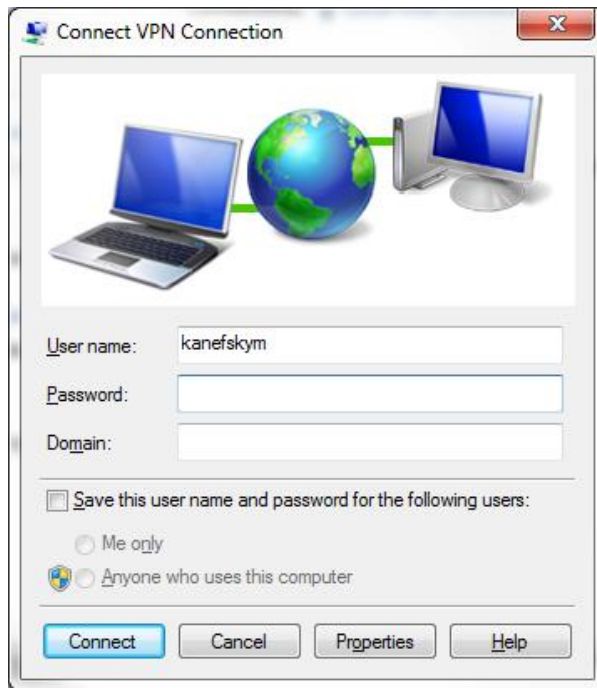 Connect VPN Connection
User name:
kanefskym
Password:
Domain:
Save this user name and password for the following users:
Me only
Anyone who uses this computer
Connect
Cancel
Properties
Help